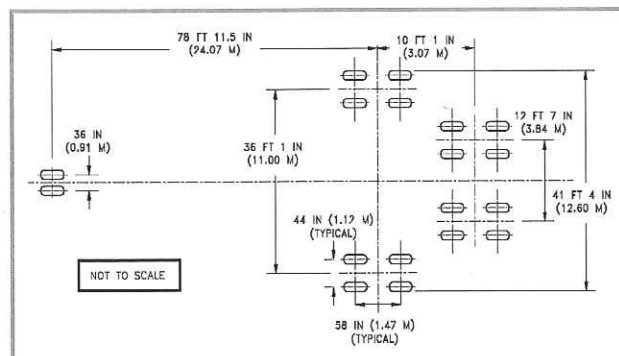 78 FT 11.5 IN
(24.07 M)
10 FT 1 IN
(3.07 M)
36 IN
(0.91 M)
36 FT 1 IN
(11.00 M)
12 FT 7 IN
(3.84 M)
41 FT 4 IN
(12.60 M)
44 IN (1.12 M)
(TYPICAL)
NOT TO SCALE
58 IN (1.47 M)
(TYPICAL)